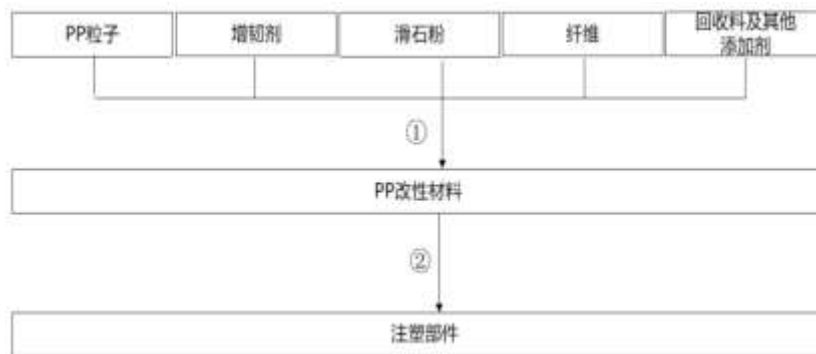 PP粒子
增韧剂
滑石粉
纤维
回收料及其他
添加剂
①
PP改性材料
②
注塑部件